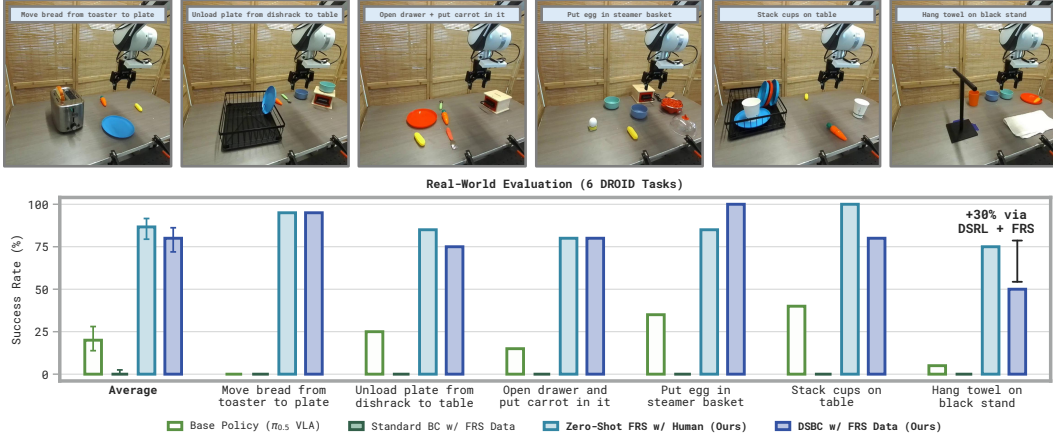 Move bread from toaster to plate
Unload plate from dishrack to table
Open drawer + put carrot in it
Put egg in steamer basket
Stack cups on table
Hang towel on black stand
Real-World Evaluation (6 DROID Tasks)
Success Rate (%)
100
75
50
25
0
+30% via
DSRL + FRS
Average
Move bread from
toaster to plate
Unload plate from
dishrack to table
Open drawer and
put carrot in it
Put egg in
steamer basket
Stack cups on
table
Hang towel on
black stand
Base Policy (π0.5 VLA)
Standard BC w/ FRS Data
Zero-Shot FRS w/ Human (Ours)
DSBC w/ FRS Data (Ours)